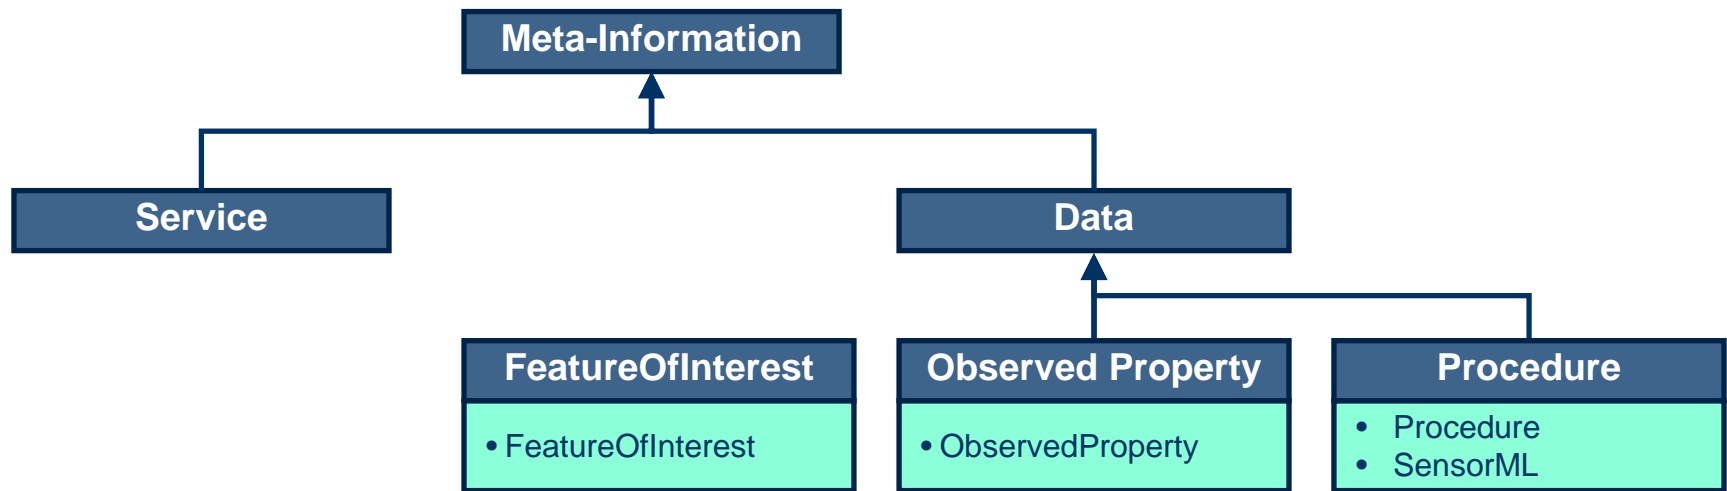 Meta-Information
Service
Data
FeatureOfInterest
Observed Property
Procedure
• FeatureOfInterest
• ObservedProperty
• Procedure
• SensorML